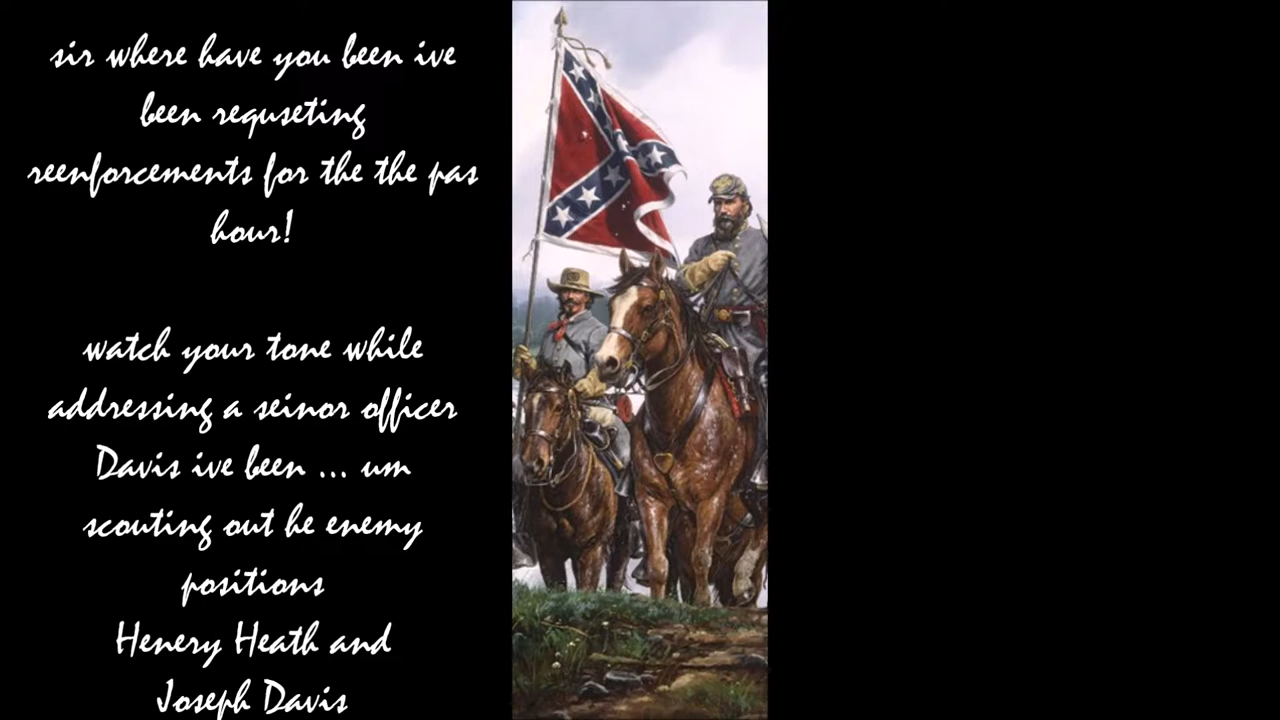 sir where have you been ive
been requseting
reenforcements for the the pas
hour!
watch your tone while
addressing a seinor officer
Davis ive been ... um
scouting out he enemy
positions
Henery Heath and
Joseph Davis